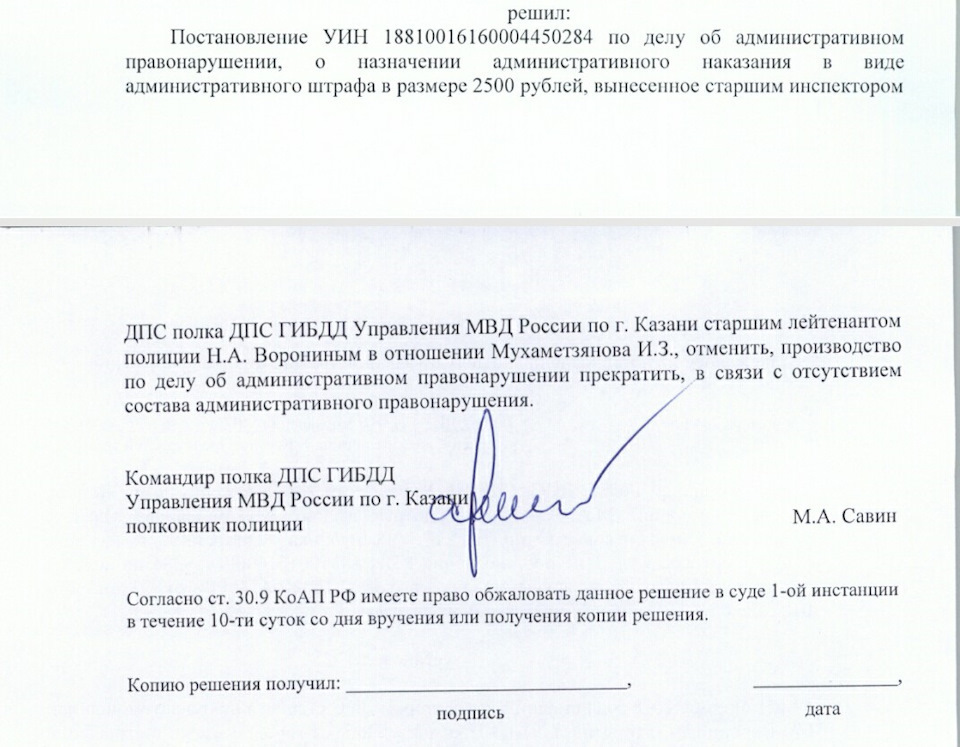 решил:
Постановление УИН 18810016160004450284 по делу об административном
правонарушении, о назначении административного наказания в виде
административного штрафа в размере 2500 рублей, вынесенное старшим инспектором
ДПС полка ДПС ГИБДД Управления МВД России по г. Казани старшим лейтенантом
полиции Н.А. Ворониным в отношении Мухаметзянова И.З., отменить, производство
по делу об административном правонарушении прекратить, в связи с отсутствием
состава административного правонарушения.
Командир полка ДПС ГИБДД
Управления МВД России по г. Казани
полковник полиции
М.А. Савин
Согласно ст. 30.9 КоАП РФ имеете право обжаловать данное решение в суде 1-ой инстанции
в течение 10-ти суток со дня вручения или получения копии решения.
Копию решения получил: ______________________________, _______________,
подпись дата